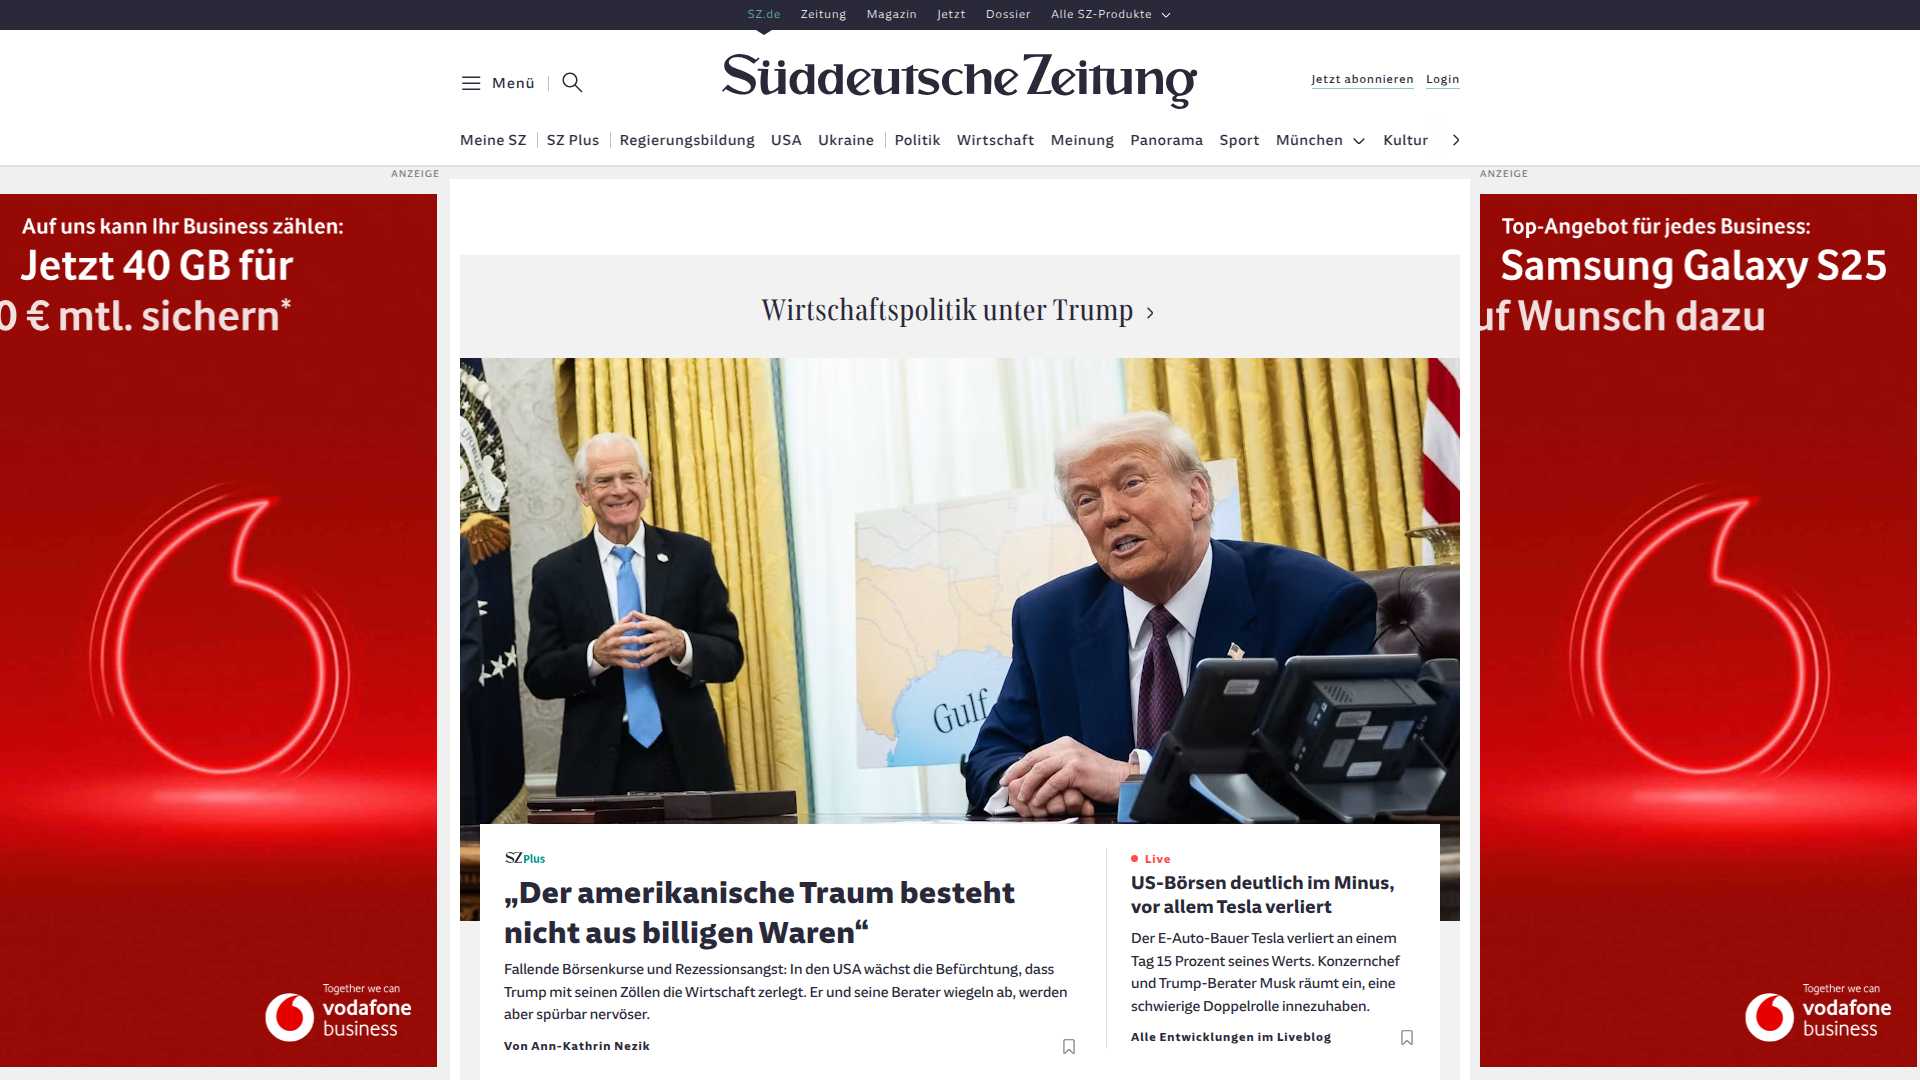 SZ.de Zeitung Magazin Jetzt Dossier Alle SZ-Produkte
Menü
Süddeutsche Zeitung
Jetzt abonnieren Login
Meine SZ SZ Plus Regierungsbildung USA Ukraine Politik Wirtschaft Meinung Panorama Sport München Kultur
ANZEIGE
Auf uns kann Ihr Business zählen:
Jetzt 40 GB für
0 € mtl. sichern*
Together we can
vodafone
business
Wirtschaftspolitik unter Trump
Gulf
SZ Plus
„Der amerikanische Traum besteht
nicht aus billigen Waren“
Fallende Börsenkurse und Rezessionsangst: In den USA wächst die Befürchtung, dass
Trump mit seinen Zöllen die Wirtschaft zerlegt. Er und seine Berater wiegeln ab, werden
aber spürbar nervöser.
Von Ann-Kathrin Nezik
Live
US-Börsen deutlich im Minus,
vor allem Tesla verliert
Der E-Auto-Bauer Tesla verliert an einem
Tag 15 Prozent seines Werts. Konzernchef
und Trump-Berater Musk räumt ein, eine
schwierige Doppelrolle innezuhaben.
Alle Entwicklungen im Liveblog
ANZEIGE
Top-Angebot für jedes Business:
Samsung Galaxy S25
uf Wunsch dazu
Together we can
vodafone
business